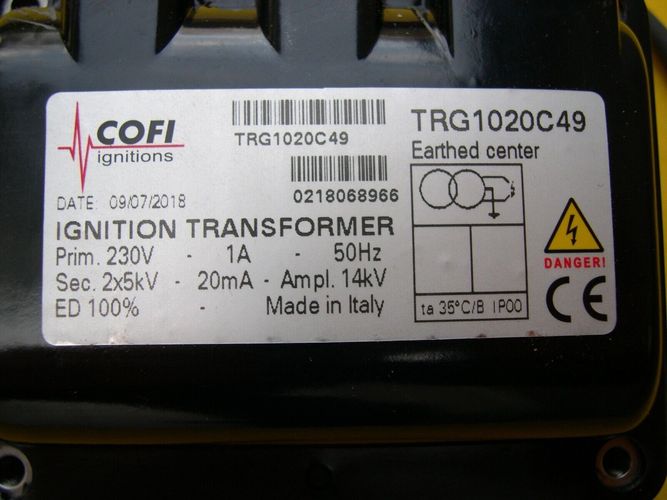 COFI
ignitions
TRG1020C49
0218068966
DATE: 09/07/2018
IGNITION TRANSFORMER
Prim. 230V - 1A - 50Hz
Sec. 2x5kV - 20mA - Ampl. 14kV
ED 100% - Made in Italy
TRG1020C49
Earthed center
ta 35°C/B IP00
DANGER!
CE